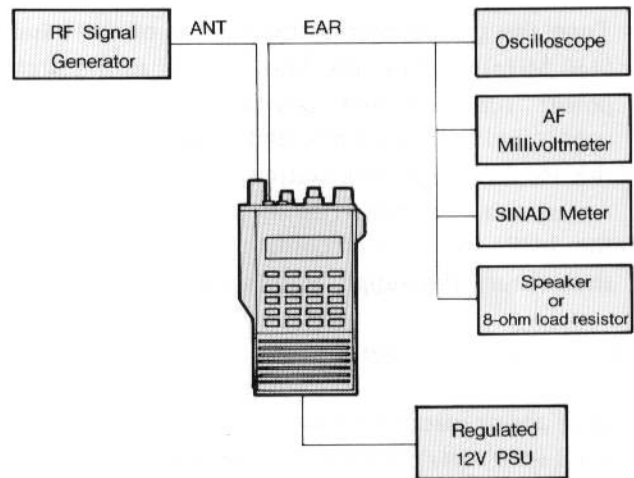 RF Signal
Generator
ANT
EAR
Oscilloscope
AF
Millivoltmeter
SINAD Meter
Speaker
or
8-ohm load resistor
Regulated
12V PSU